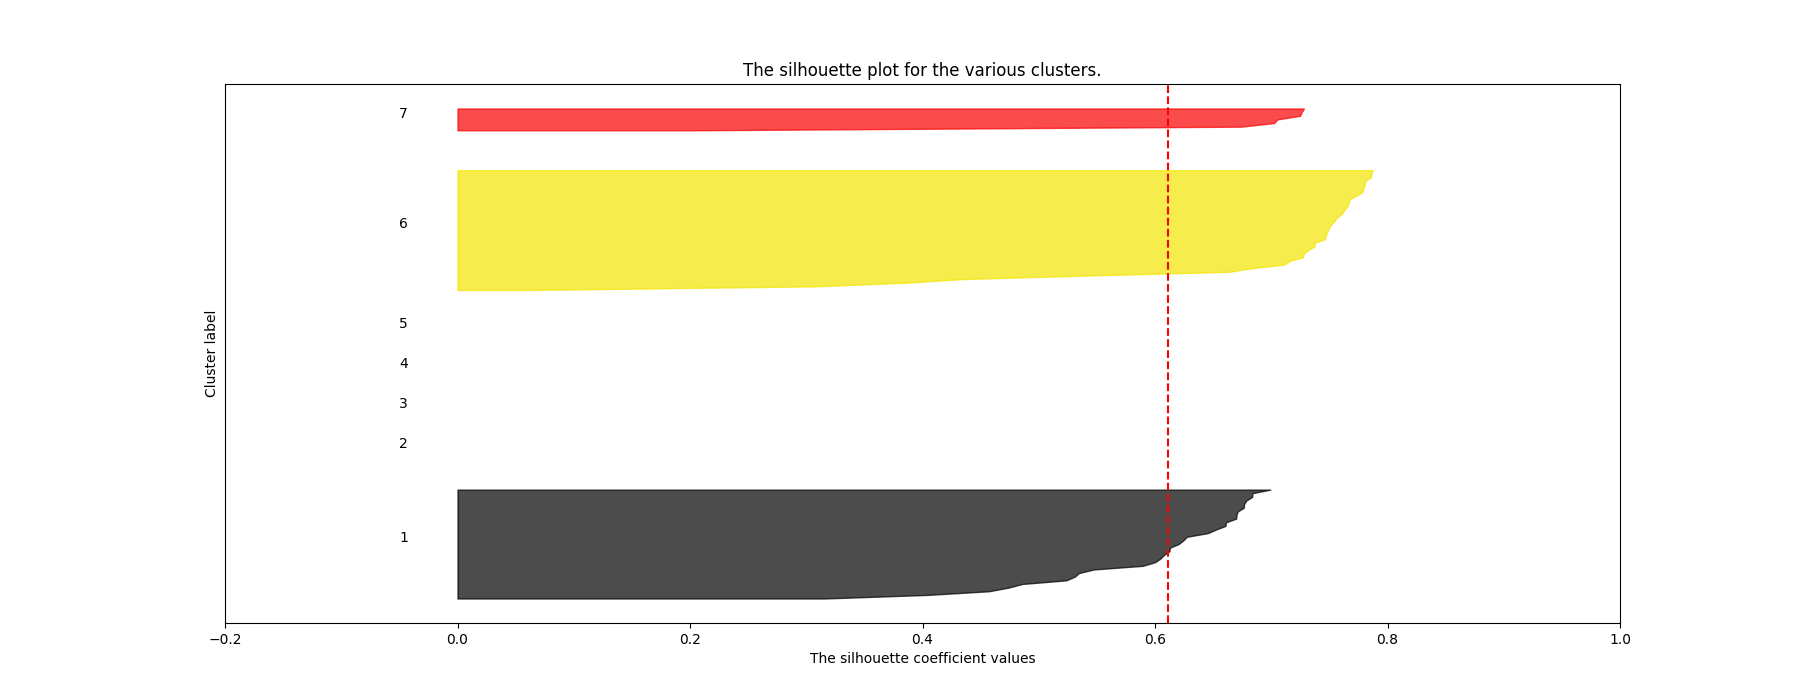 The silhouette plot for the various clusters.
7
6
5
4
3
2
1
Cluster label
−0.2 0.0 0.2 0.4 0.6 0.8 1.0
The silhouette coefficient values